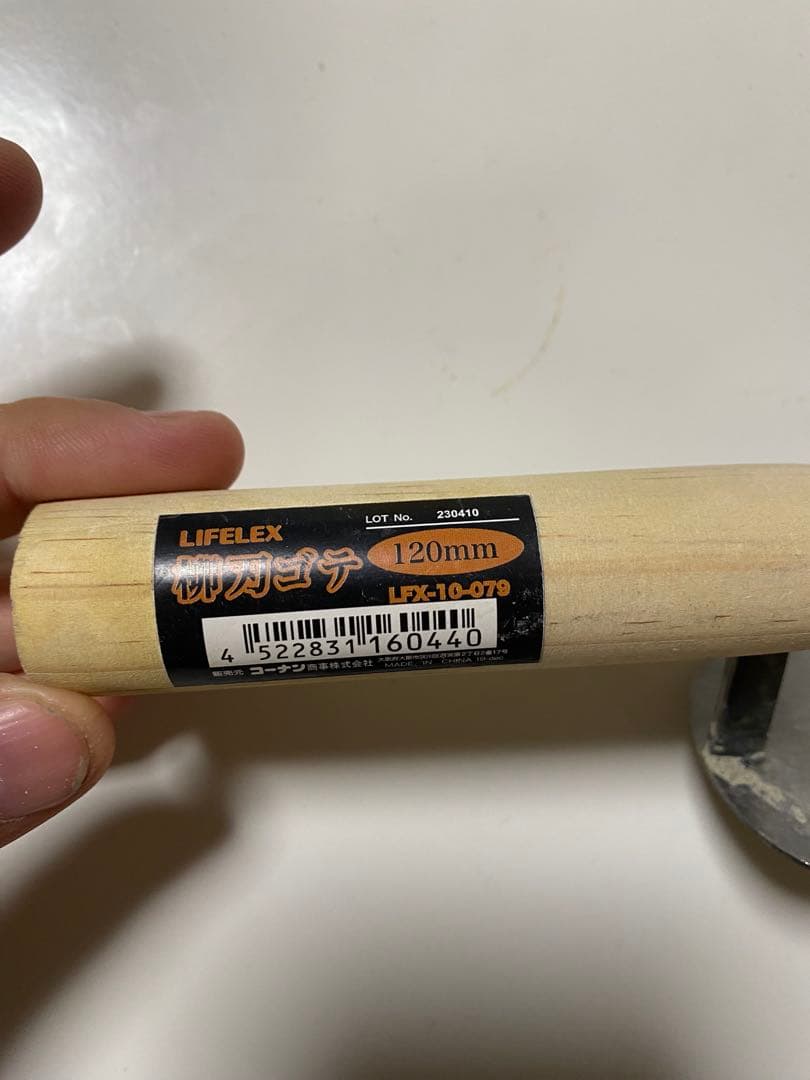 LOT No. 230410
LIFELEX
柳刃ゴテ 120mm
LFX-10-079
4 522831 160440
販売元 コーナン商事株式会社
MADE IN CHINA